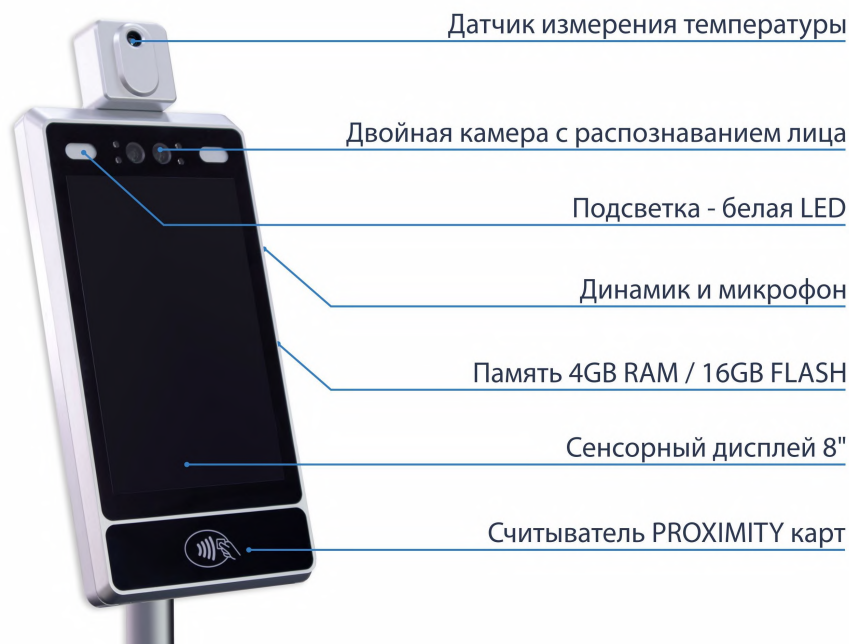 Датчик измерения температуры
Двойная камера с распознаванием лица
Подсветка - белая LED
Динамик и микрофон
Память 4GB RAM / 16GB FLASH
Сенсорный дисплей 8"
Считыватель PROXIMITY карт